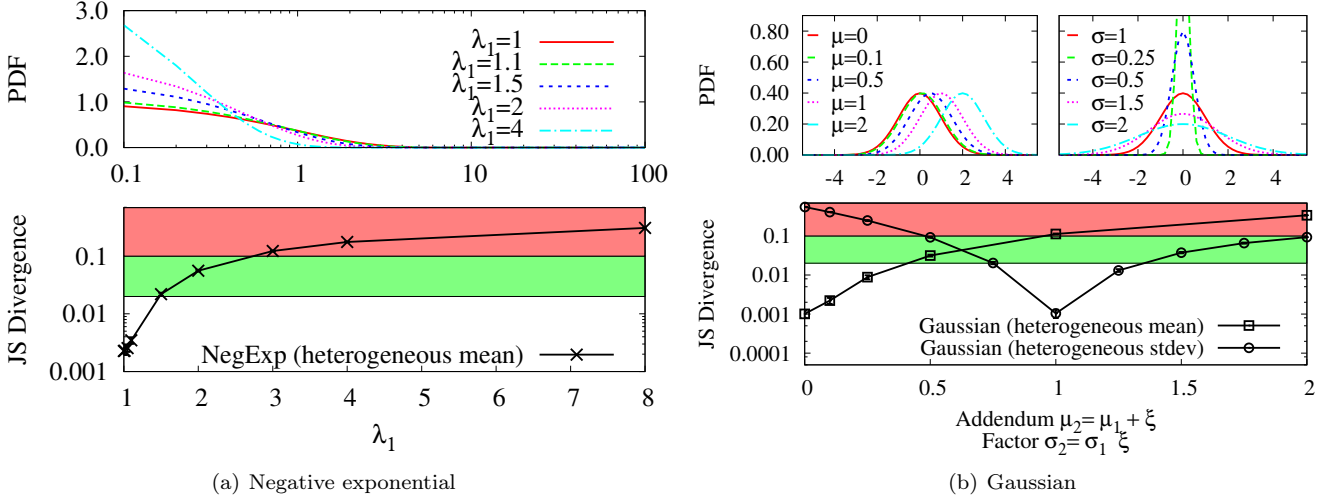 3.0
2.0
1.0
0.0
PDF
λ1=1
λ1=1.1
λ1=1.5
λ1=2
λ1=4
0.1 1 10 100
JS Divergence
0.1
0.01
0.001
NegExp (heterogeneous mean)
1 2 3 4 5 6 7 8
λ1
(a) Negative exponential
PDF
0.80
0.60
0.40
0.20
0.00
μ=0
μ=0.1
μ=0.5
μ=1
μ=2
-4 -2 0 2 4
σ=1
σ=0.25
σ=0.5
σ=1.5
σ=2
-4 -2 0 2 4
JS Divergence
0.1
0.01
0.001
0.0001
Gaussian (heterogeneous mean)
Gaussian (heterogeneous stdev)
0 0.5 1 1.5 2
Addendum μ2= μ1 + ξ
Factor σ2= σ1 ξ
(b) Gaussian